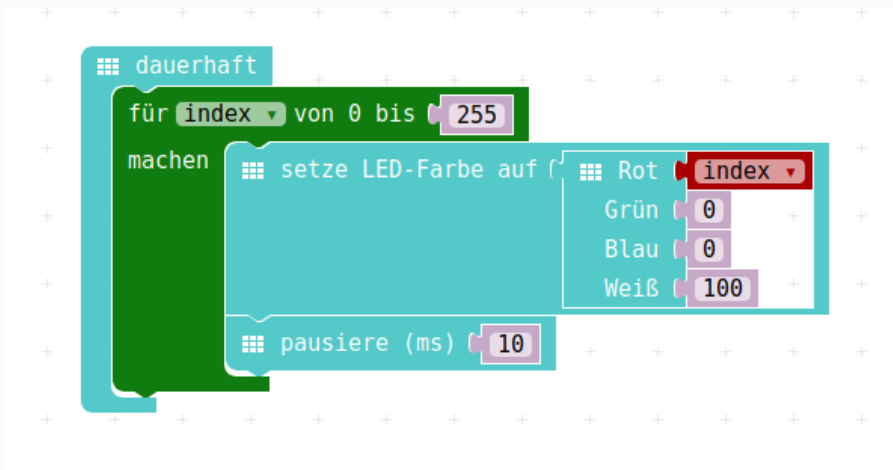 dauerhaft
für index von 0 bis 255
machen
setze LED-Farbe auf Rot index
Grün 0
Blau 0
Weiß 100
pausiere (ms) 10